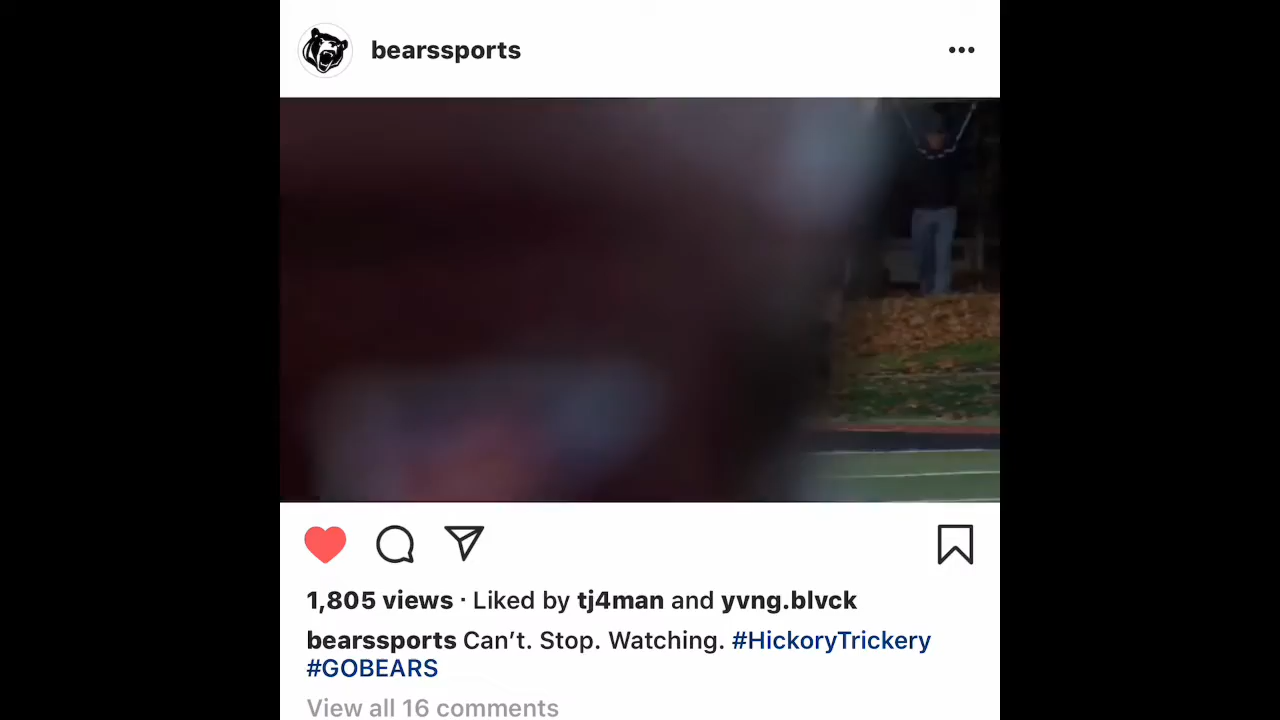 bearssports
1,805 views · Liked by tj4man and yvng.blvck
bearssports Can't. Stop. Watching. #HickoryTrickery
#GOBEARS
View all 16 comments